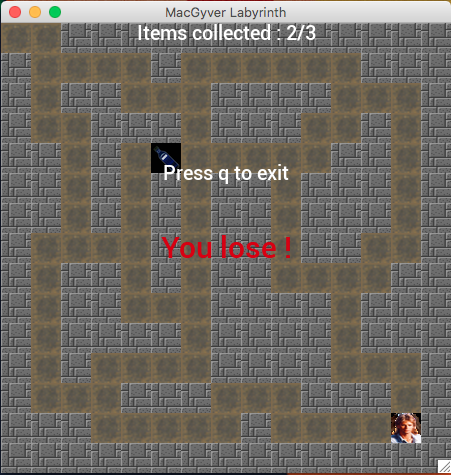 MacGyver Labyrinth
Items collected : 2/3
Press q to exit
You lose !